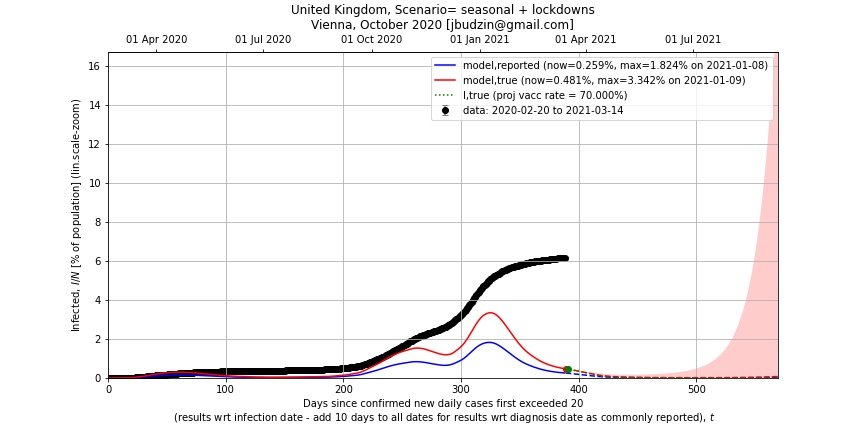 United Kingdom, Scenario= seasonal + lockdowns
Vienna, October 2020 [jbudzin@gmail.com]
01 Apr 2020 01 Jul 2020 01 Oct 2020 01 Jan 2021 01 Apr 2021 01 Jul 2021
model,reported (now=0.259%, max=1.824% on 2021-01-08)
model,true (now=0.481%, max=3.342% on 2021-01-09)
I,true (proj vacc rate = 70.000%)
data: 2020-02-20 to 2021-03-14
Infected, I/N [% of population] (lin.scale-zoom)
16
14
12
10
8
6
4
2
0
0 100 200 300 400 500
Days since confirmed new daily cases first exceeded 20
(results wrt infection date - add 10 days to all dates for results wrt diagnosis date as commonly reported), t